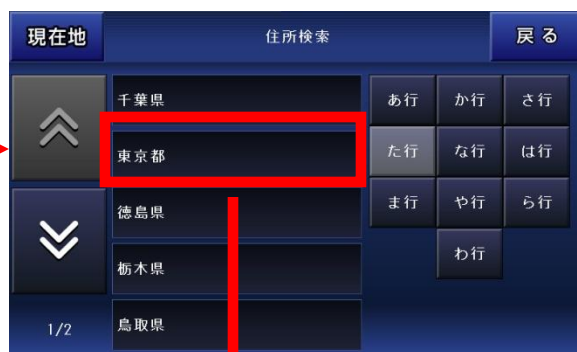 現在地 住所検索 戻る
千葉県
東京都
徳島県
栃木県
鳥取県
1/2
あ行 か行 さ行
た行 な行 は行
ま行 や行 ら行
わ行